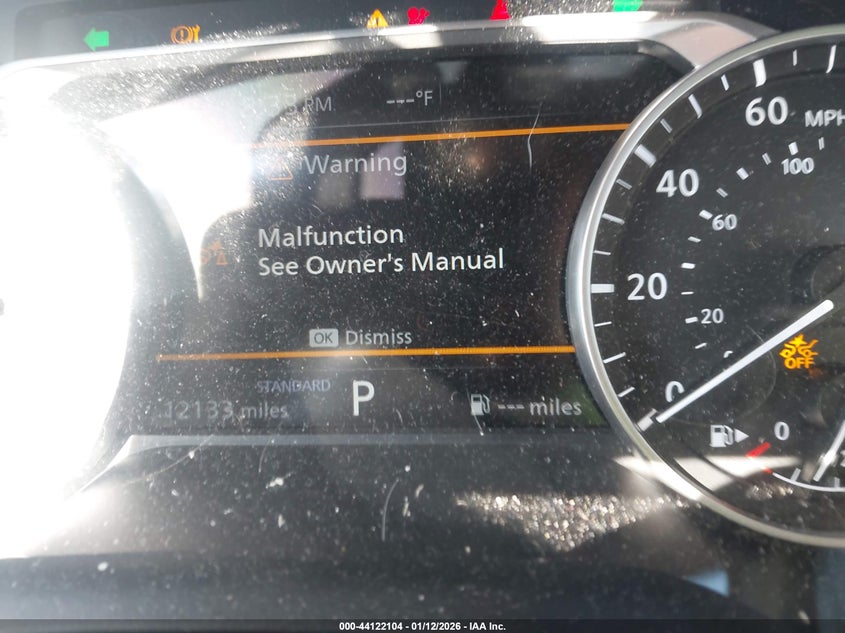 PM
---°F
Warning
Malfunction
See Owner's Manual
OK Dismiss
STANDARD
12133 miles
P
--- miles
60
MPH
100
40
60
20
20
0
OFF
0
000-44122104 - 01/12/2026 - IAA Inc.